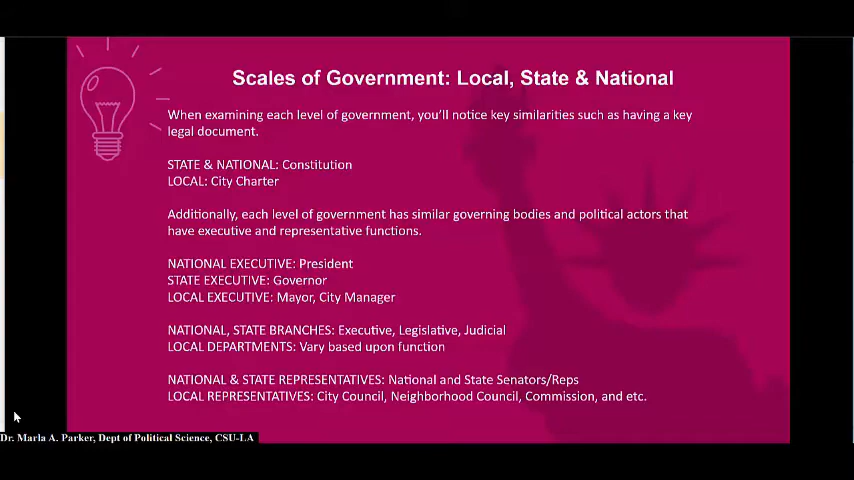 Scales of Government: Local, State & National
When examining each level of government, you'll notice key similarities such as having a key
legal document.
STATE & NATIONAL: Constitution
LOCAL: City Charter
Additionally, each level of government has similar governing bodies and political actors that
have executive and representative functions.
NATIONAL EXECUTIVE: President
STATE EXECUTIVE: Governor
LOCAL EXECUTIVE: Mayor, City Manager
NATIONAL, STATE BRANCHES: Executive, Legislative, Judicial
LOCAL DEPARTMENTS: Vary based upon function
NATIONAL & STATE REPRESENTATIVES: National and State Senators/Reps
LOCAL REPRESENTATIVES: City Council, Neighborhood Council, Commission, and etc.
Dr. Marla A. Parker, Dept of Political Science, CSU-LA